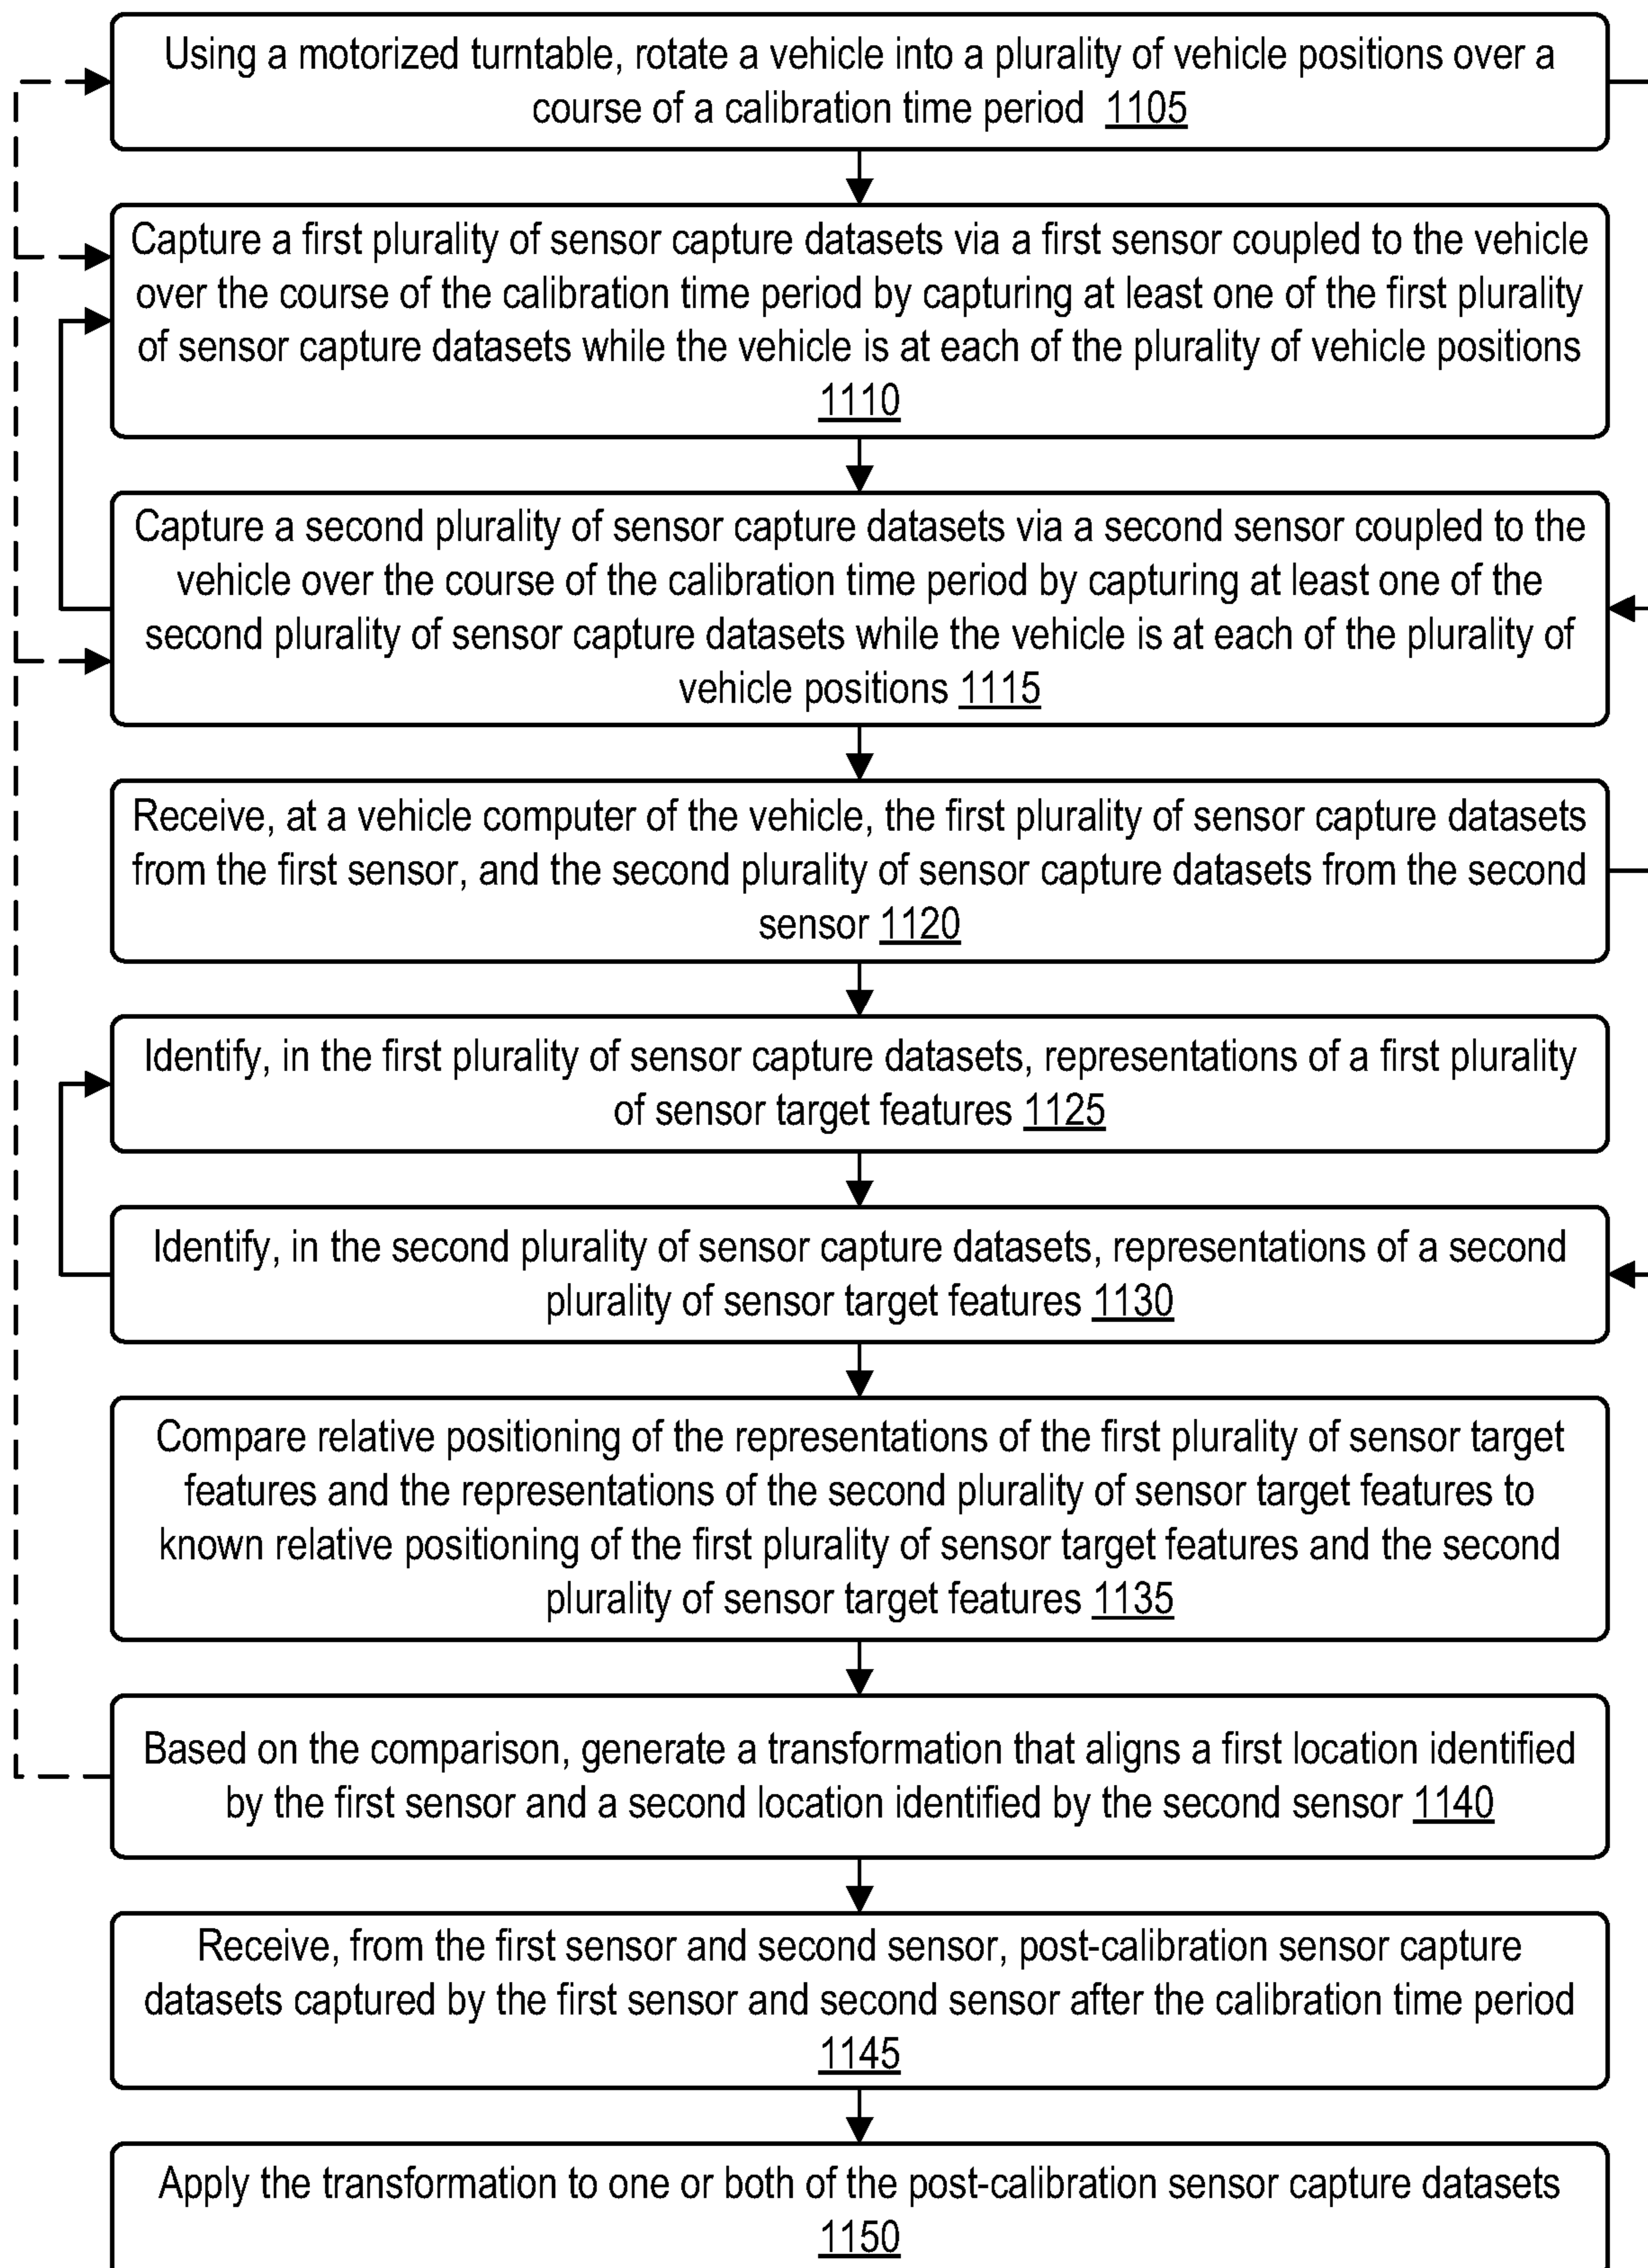 Using a motorized turntable, rotate a vehicle into a plurality of vehicle positions over a
course of a calibration time period 1105
Capture a first plurality of sensor capture datasets via a first sensor coupled to the vehicle
over the course of the calibration time period by capturing at least one of the first plurality
of sensor capture datasets while the vehicle is at each of the plurality of vehicle positions
1110
Capture a second plurality of sensor capture datasets via a second sensor coupled to the
vehicle over the course of the calibration time period by capturing at least one of the
second plurality of sensor capture datasets while the vehicle is at each of the plurality of
vehicle positions 1115
Receive, at a vehicle computer of the vehicle, the first plurality of sensor capture datasets
from the first sensor, and the second plurality of sensor capture datasets from the second
sensor 1120
Identify, in the first plurality of sensor capture datasets, representations of a first plurality
of sensor target features 1125
Identify, in the second plurality of sensor capture datasets, representations of a second
plurality of sensor target features 1130
Compare relative positioning of the representations of the first plurality of sensor target
features and the representations of the second plurality of sensor target features to
known relative positioning of the first plurality of sensor target features and the second
plurality of sensor target features 1135
Based on the comparison, generate a transformation that aligns a first location identified
by the first sensor and a second location identified by the second sensor 1140
Receive, from the first sensor and second sensor, post-calibration sensor capture
datasets captured by the first sensor and second sensor after the calibration time period
1145
Apply the transformation to one or both of the post-calibration sensor capture datasets
1150